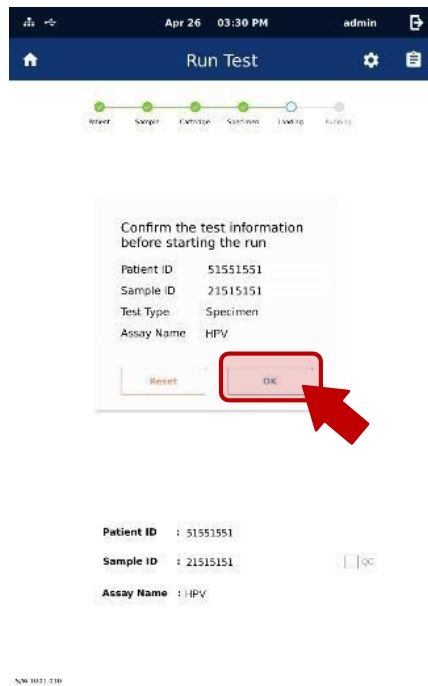 Apr 26 03:30 PM admin
Run Test
Patient Sample Cartridge Specimen Loading Running
Confirm the test information
before starting the run
Patient ID 51551551
Sample ID 21515151
Test Type Specimen
Assay Name HPV
Reset OK
Patient ID : 51551551
Sample ID : 21515151 QC
Assay Name : HPV